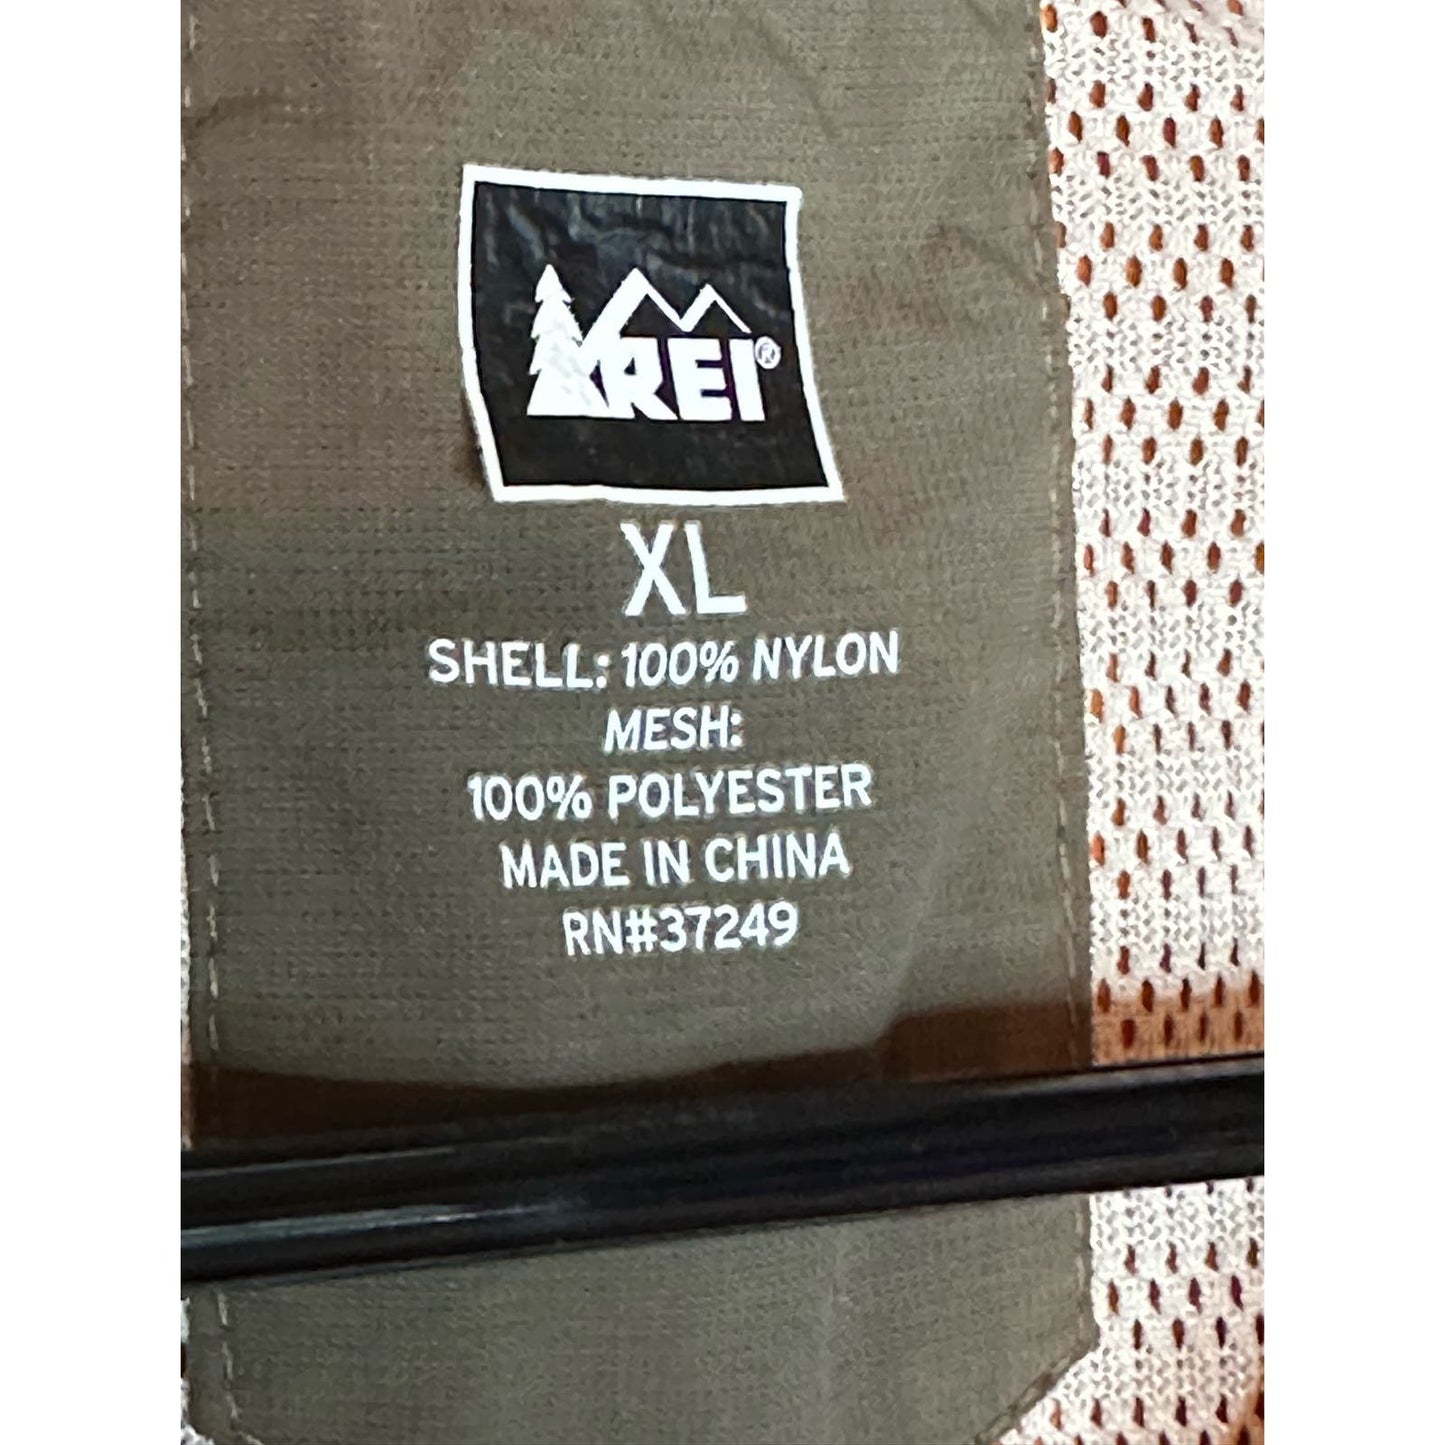 REI®
XL
SHELL: 100% NYLON
MESH:
100% POLYESTER
MADE IN CHINA
RN#37249